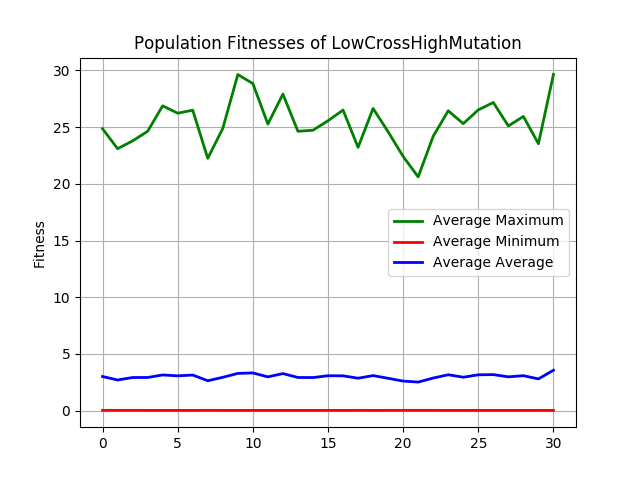 Population Fitnesses of LowCrossHighMutation
30
25
20
15
10
5
0
Fitness
Average Maximum
Average Minimum
Average Average
0 5 10 15 20 25 30